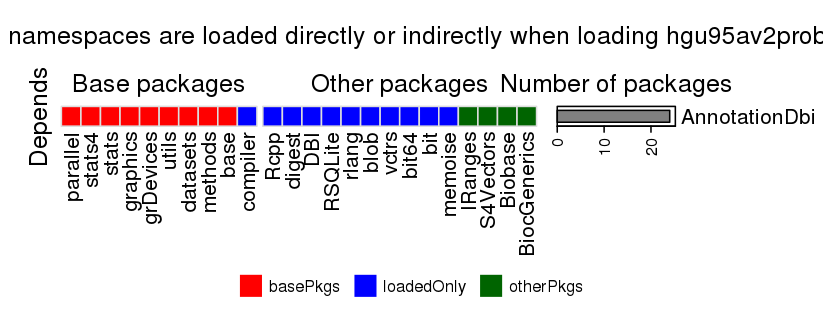 namespaces are loaded directly or indirectly when loading hgu95av2prob
Base packages
Other packages
Number of packages
Depends
AnnotationDbi
parallel
stats4
stats
graphics
grDevices
utils
datasets
methods
base
compiler
Rcpp
digest
DBI
RSQLite
rlang
blob
vctrs
bit64
bit
memoise
IRanges
S4Vectors
Biobase
BiocGenerics
0
10
20
basePkgs
loadedOnly
otherPkgs